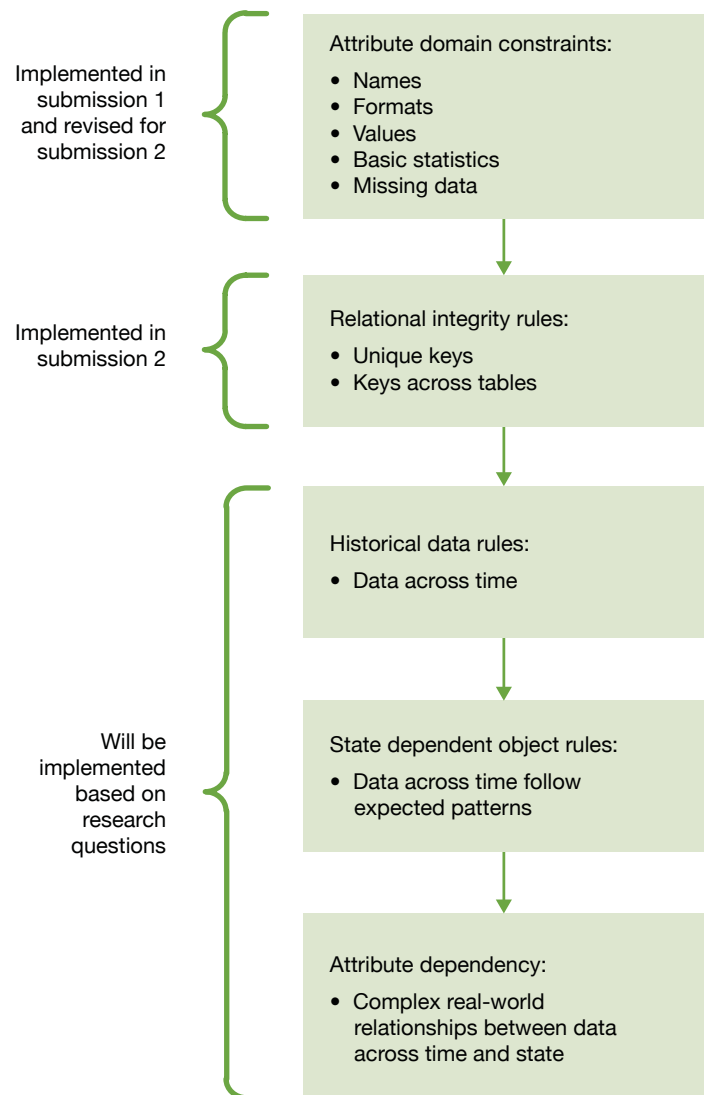 Implemented in
submission 1
and revised for
submission 2
Attribute domain constraints:
• Names
• Formats
• Values
• Basic statistics
• Missing data
Implemented in
submission 2
Relational integrity rules:
• Unique keys
• Keys across tables
Will be
implemented
based on
research
questions
Historical data rules:
• Data across time
State dependent object rules:
• Data across time follow
expected patterns
Attribute dependency:
• Complex real-world
relationships between data
across time and state